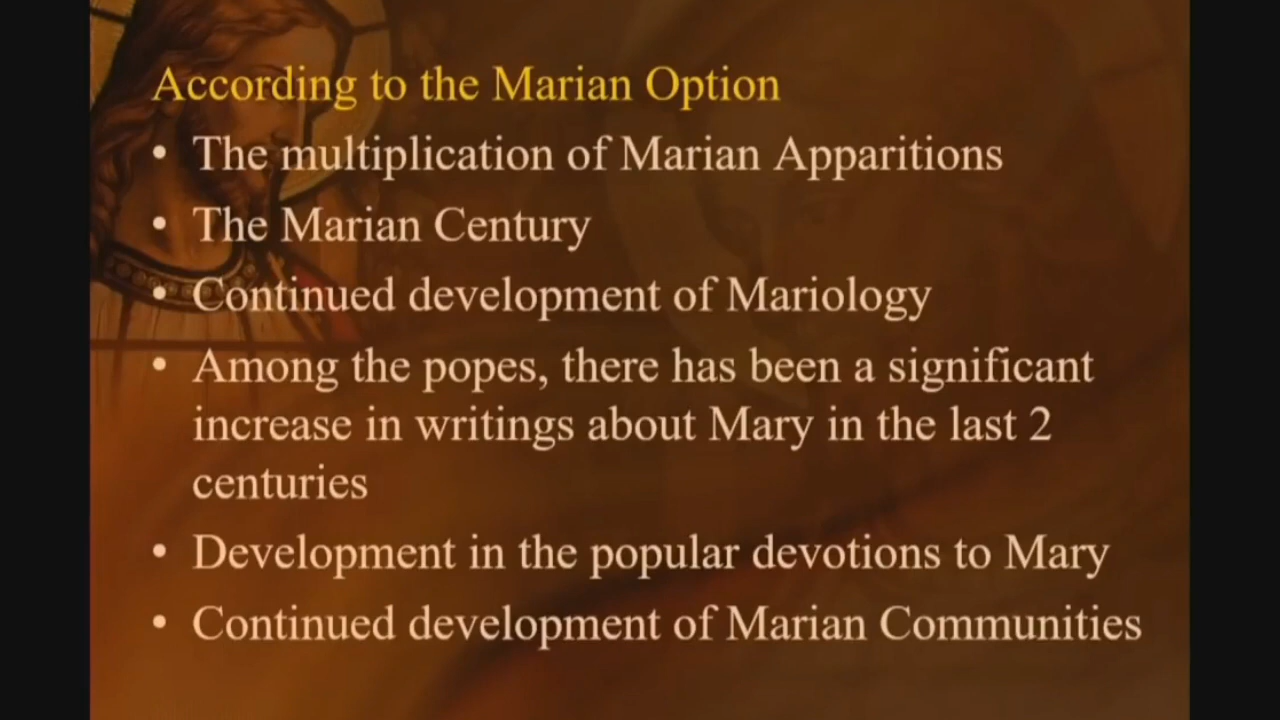 According to the Marian Option
• The multiplication of Marian Apparitions
• The Marian Century
• Continued development of Mariology
• Among the popes, there has been a significant
increase in writings about Mary in the last 2
centuries
• Development in the popular devotions to Mary
• Continued development of Marian Communities